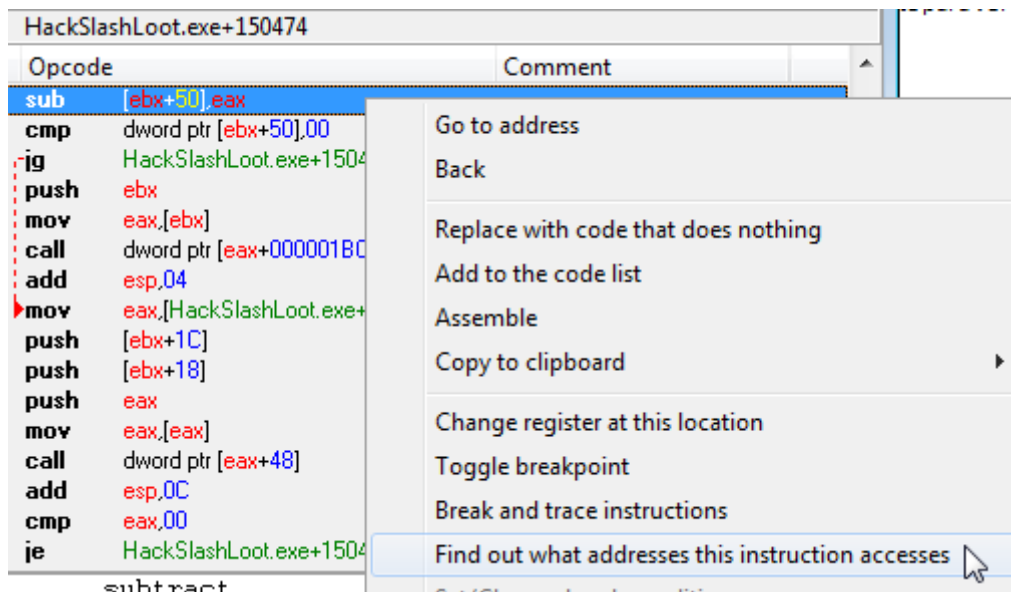 HackSlashLoot.exe+150474
Opcode Comment
sub [ebx+50],eax
cmp dword ptr [ebx+50],00
jg HackSlashLoot.exe+1504
push ebx
mov eax,[ebx]
call dword ptr [eax+000001BC
add esp,04
mov eax,[HackSlashLoot.exe+
push [ebx+1C]
push [ebx+18]
push eax
mov eax,[eax]
call dword ptr [eax+48]
add esp,0C
cmp eax,00
je HackSlashLoot.exe+1504
subtract
Go to address
Back
Replace with code that does nothing
Add to the code list
Assemble
Copy to clipboard
Change register at this location
Toggle breakpoint
Break and trace instructions
Find out what addresses this instruction accesses